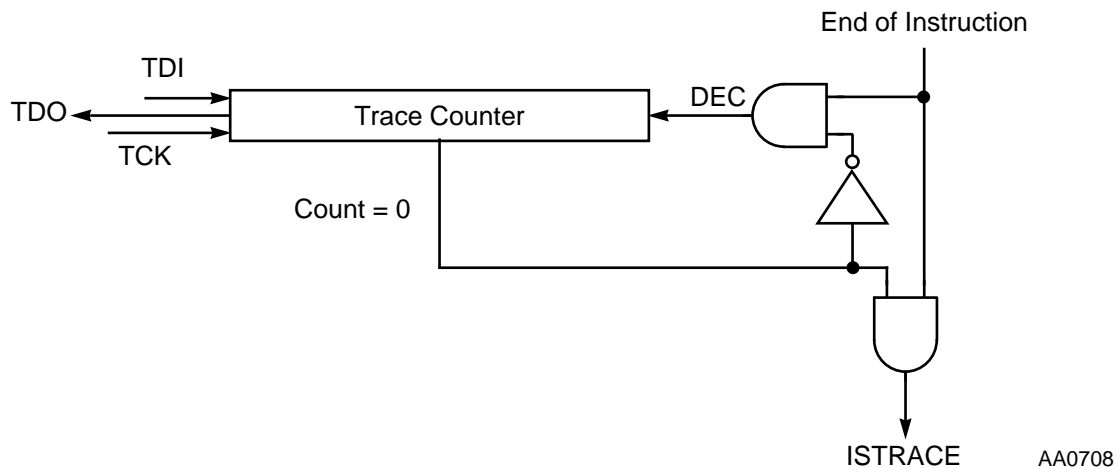 End of Instruction
TDI
TDO
Trace Counter
DEC
TCK
Count = 0
ISTRACE
AA0708